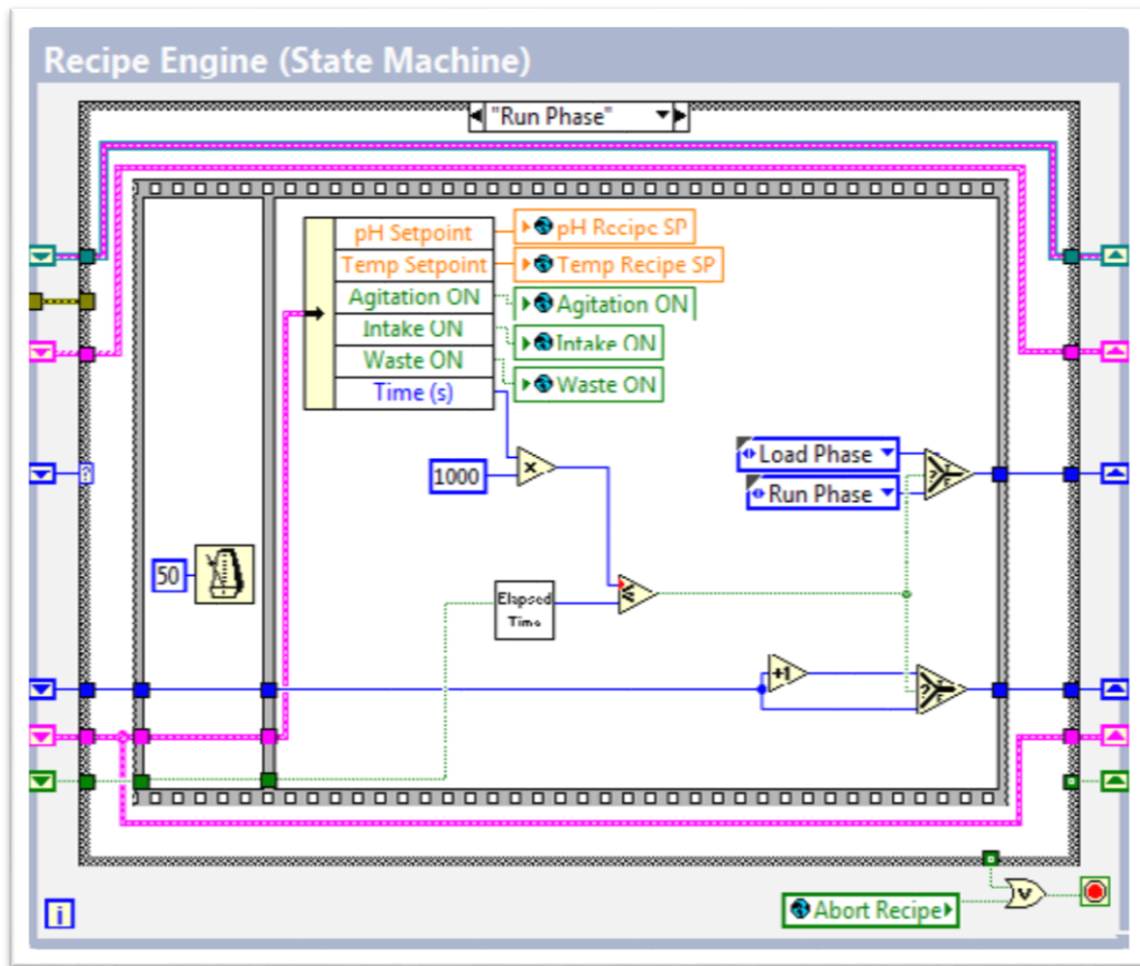 Recipe Engine (State Machine)
"Run Phase"
pH Setpoint
pH Recipe SP
Temp Setpoint
Temp Recipe SP
Agitation ON
Agitation ON
Intake ON
Intake ON
Waste ON
Waste ON
Time (s)
1000
x
Load Phase
Run Phase
?
50
Elapsed
Time
≤
+1
?
?
Abort Recipe
V
i